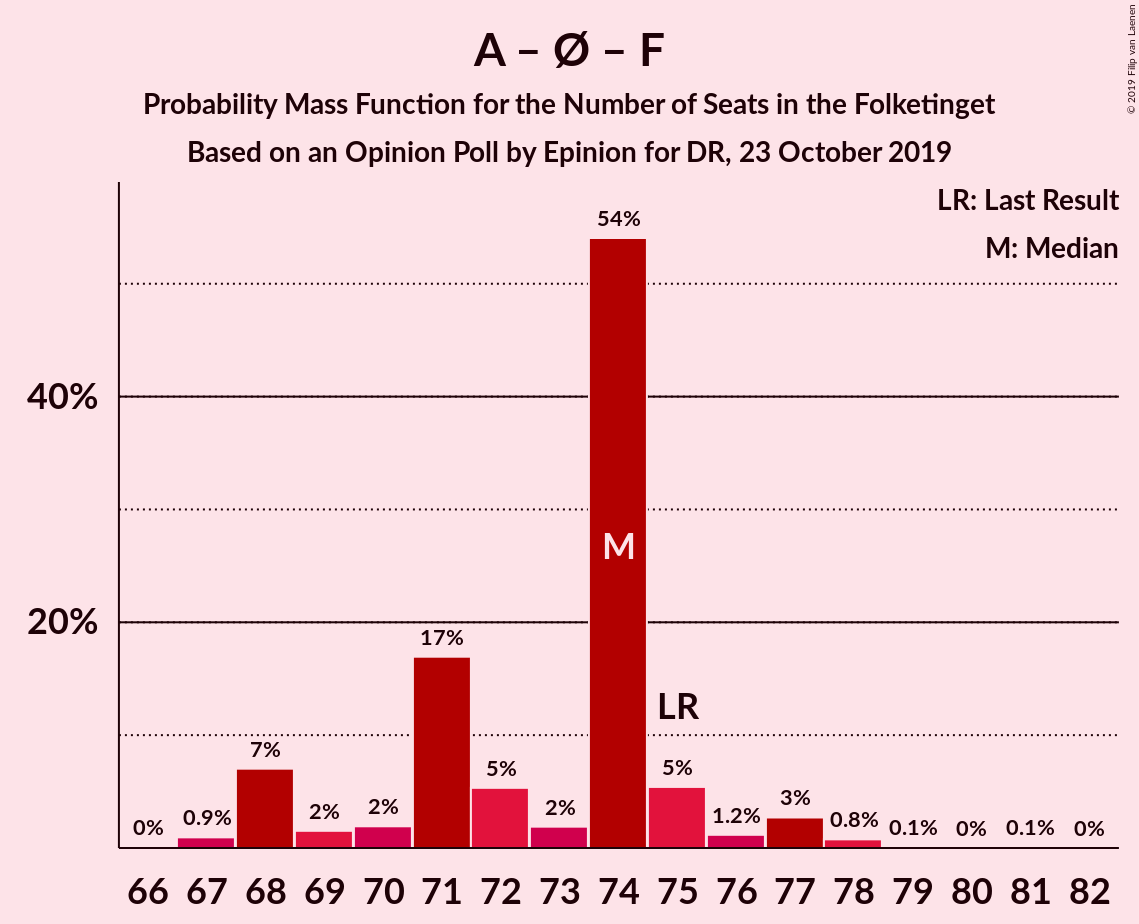 A – Ø – F
Probability Mass Function for the Number of Seats in the Folketinget
Based on an Opinion Poll by Epinion for DR, 23 October 2019
© 2019 Filip van Laenen
LR: Last Result
M: Median
40%
20%
0%
0.9%
7%
2%
2%
17%
5%
2%
54%
M
LR
5%
1.2%
3%
0.8%
0.1%
0%
0.1%
0%
66 67 68 69 70 71 72 73 74 75 76 77 78 79 80 81 82